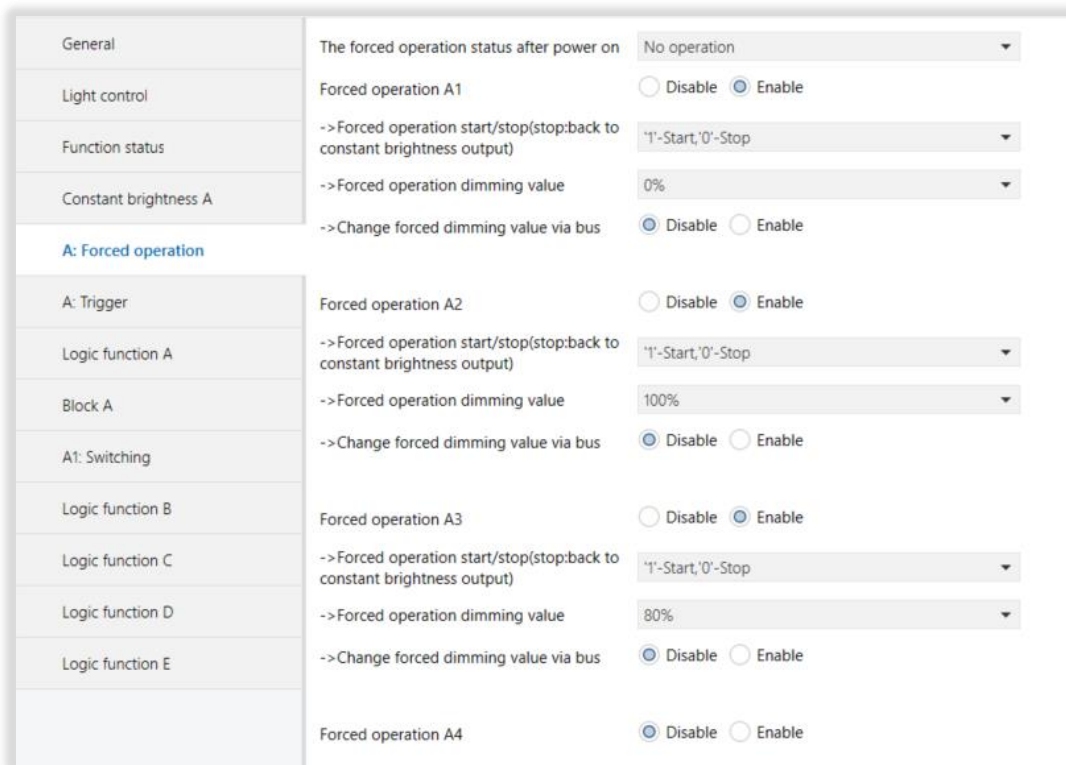 General
Light control
Function status
Constant brightness A
A: Forced operation
A: Trigger
Logic function A
Block A
A1: Switching
Logic function B
Logic function C
Logic function D
Logic function E
The forced operation status after power on No operation
Forced operation A1 Disable Enable
->Forced operation start/stop(stop:back to
constant brightness output) '1'-Start,'0'-Stop
->Forced operation dimming value 0%
->Change forced dimming value via bus Disable Enable
Forced operation A2 Disable Enable
->Forced operation start/stop(stop:back to
constant brightness output) '1'-Start,'0'-Stop
->Forced operation dimming value 100%
->Change forced dimming value via bus Disable Enable
Forced operation A3 Disable Enable
->Forced operation start/stop(stop:back to
constant brightness output) '1'-Start,'0'-Stop
->Forced operation dimming value 80%
->Change forced dimming value via bus Disable Enable
Forced operation A4 Disable Enable